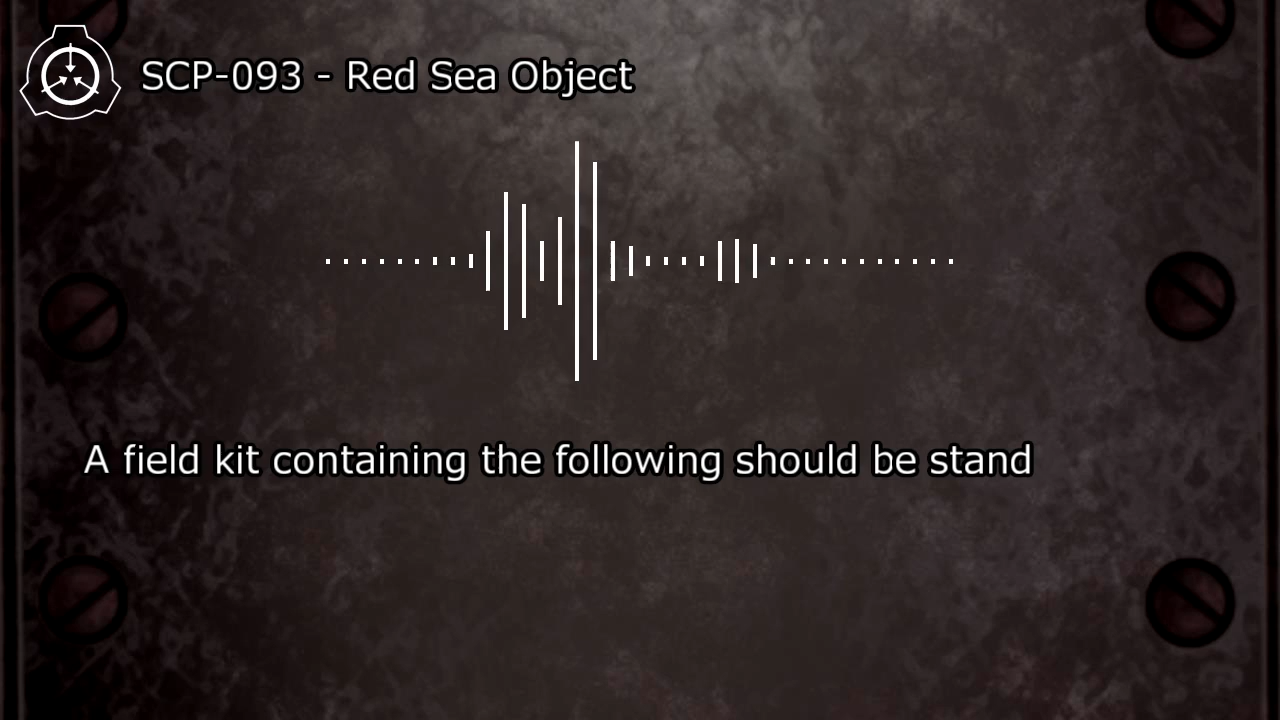 SCP-093 - Red Sea Object
A field kit containing the following should be stand